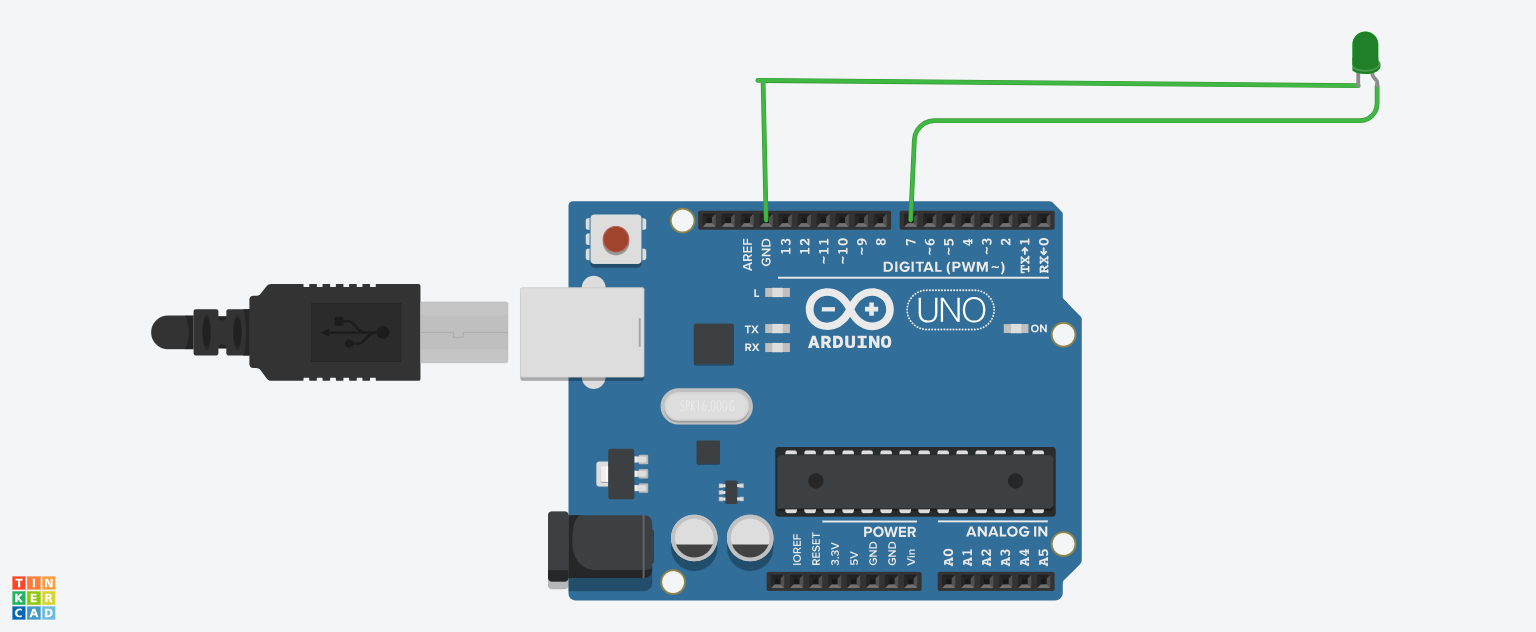 AREF
GND
13
12
~11
~10
~9
8
7
~6
~5
4
~3
2
TX→1
RX←0
DIGITAL (PWM~)
L
TX
RX
ARDUINO
UNO
ON
SPK16.000G
POWER
ANALOG IN
IOREF
RESET
3.3V
5V
GND
GND
Vin
A0
A1
A2
A3
A4
A5
TIN
KER
CAD